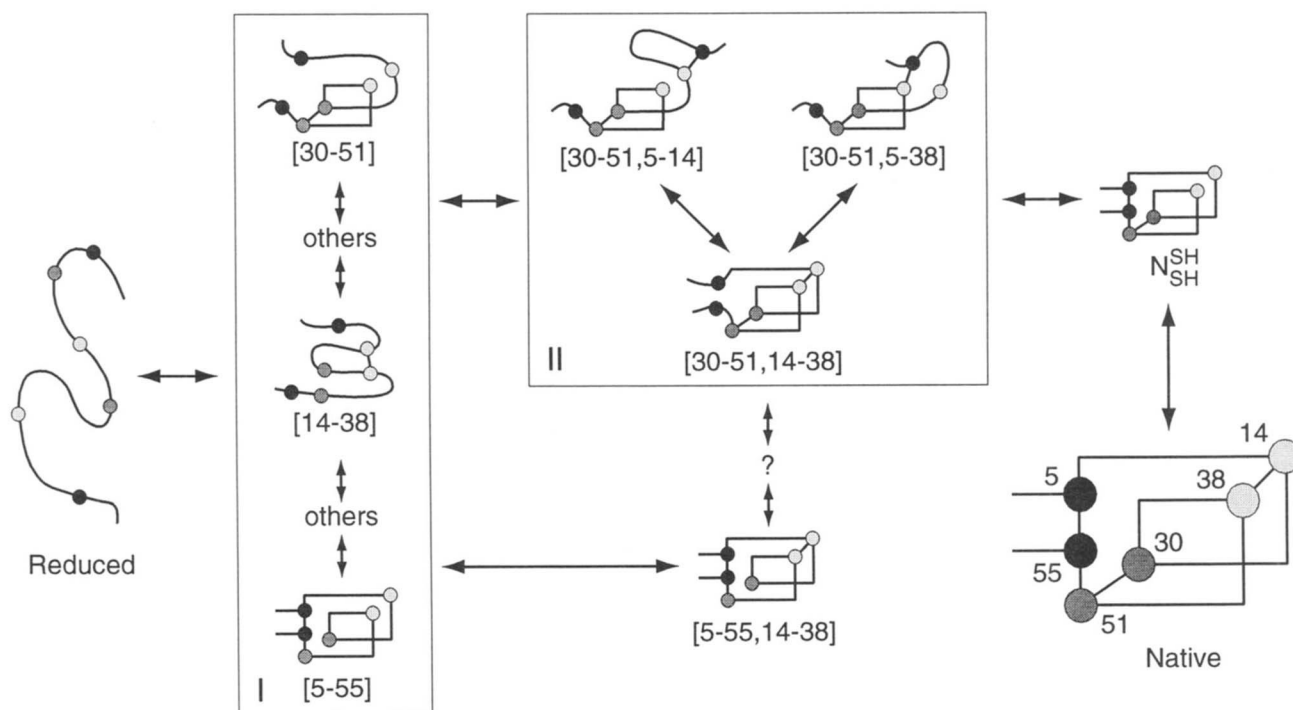 Reduced
[30-51]
others
[14-38]
others
[5-55]
I
[30-51,5-14]
[30-51,5-38]
[30-51,14-38]
II
?
[5-55,14-38]
N SH SH
5
14
38
30
55
51
Native